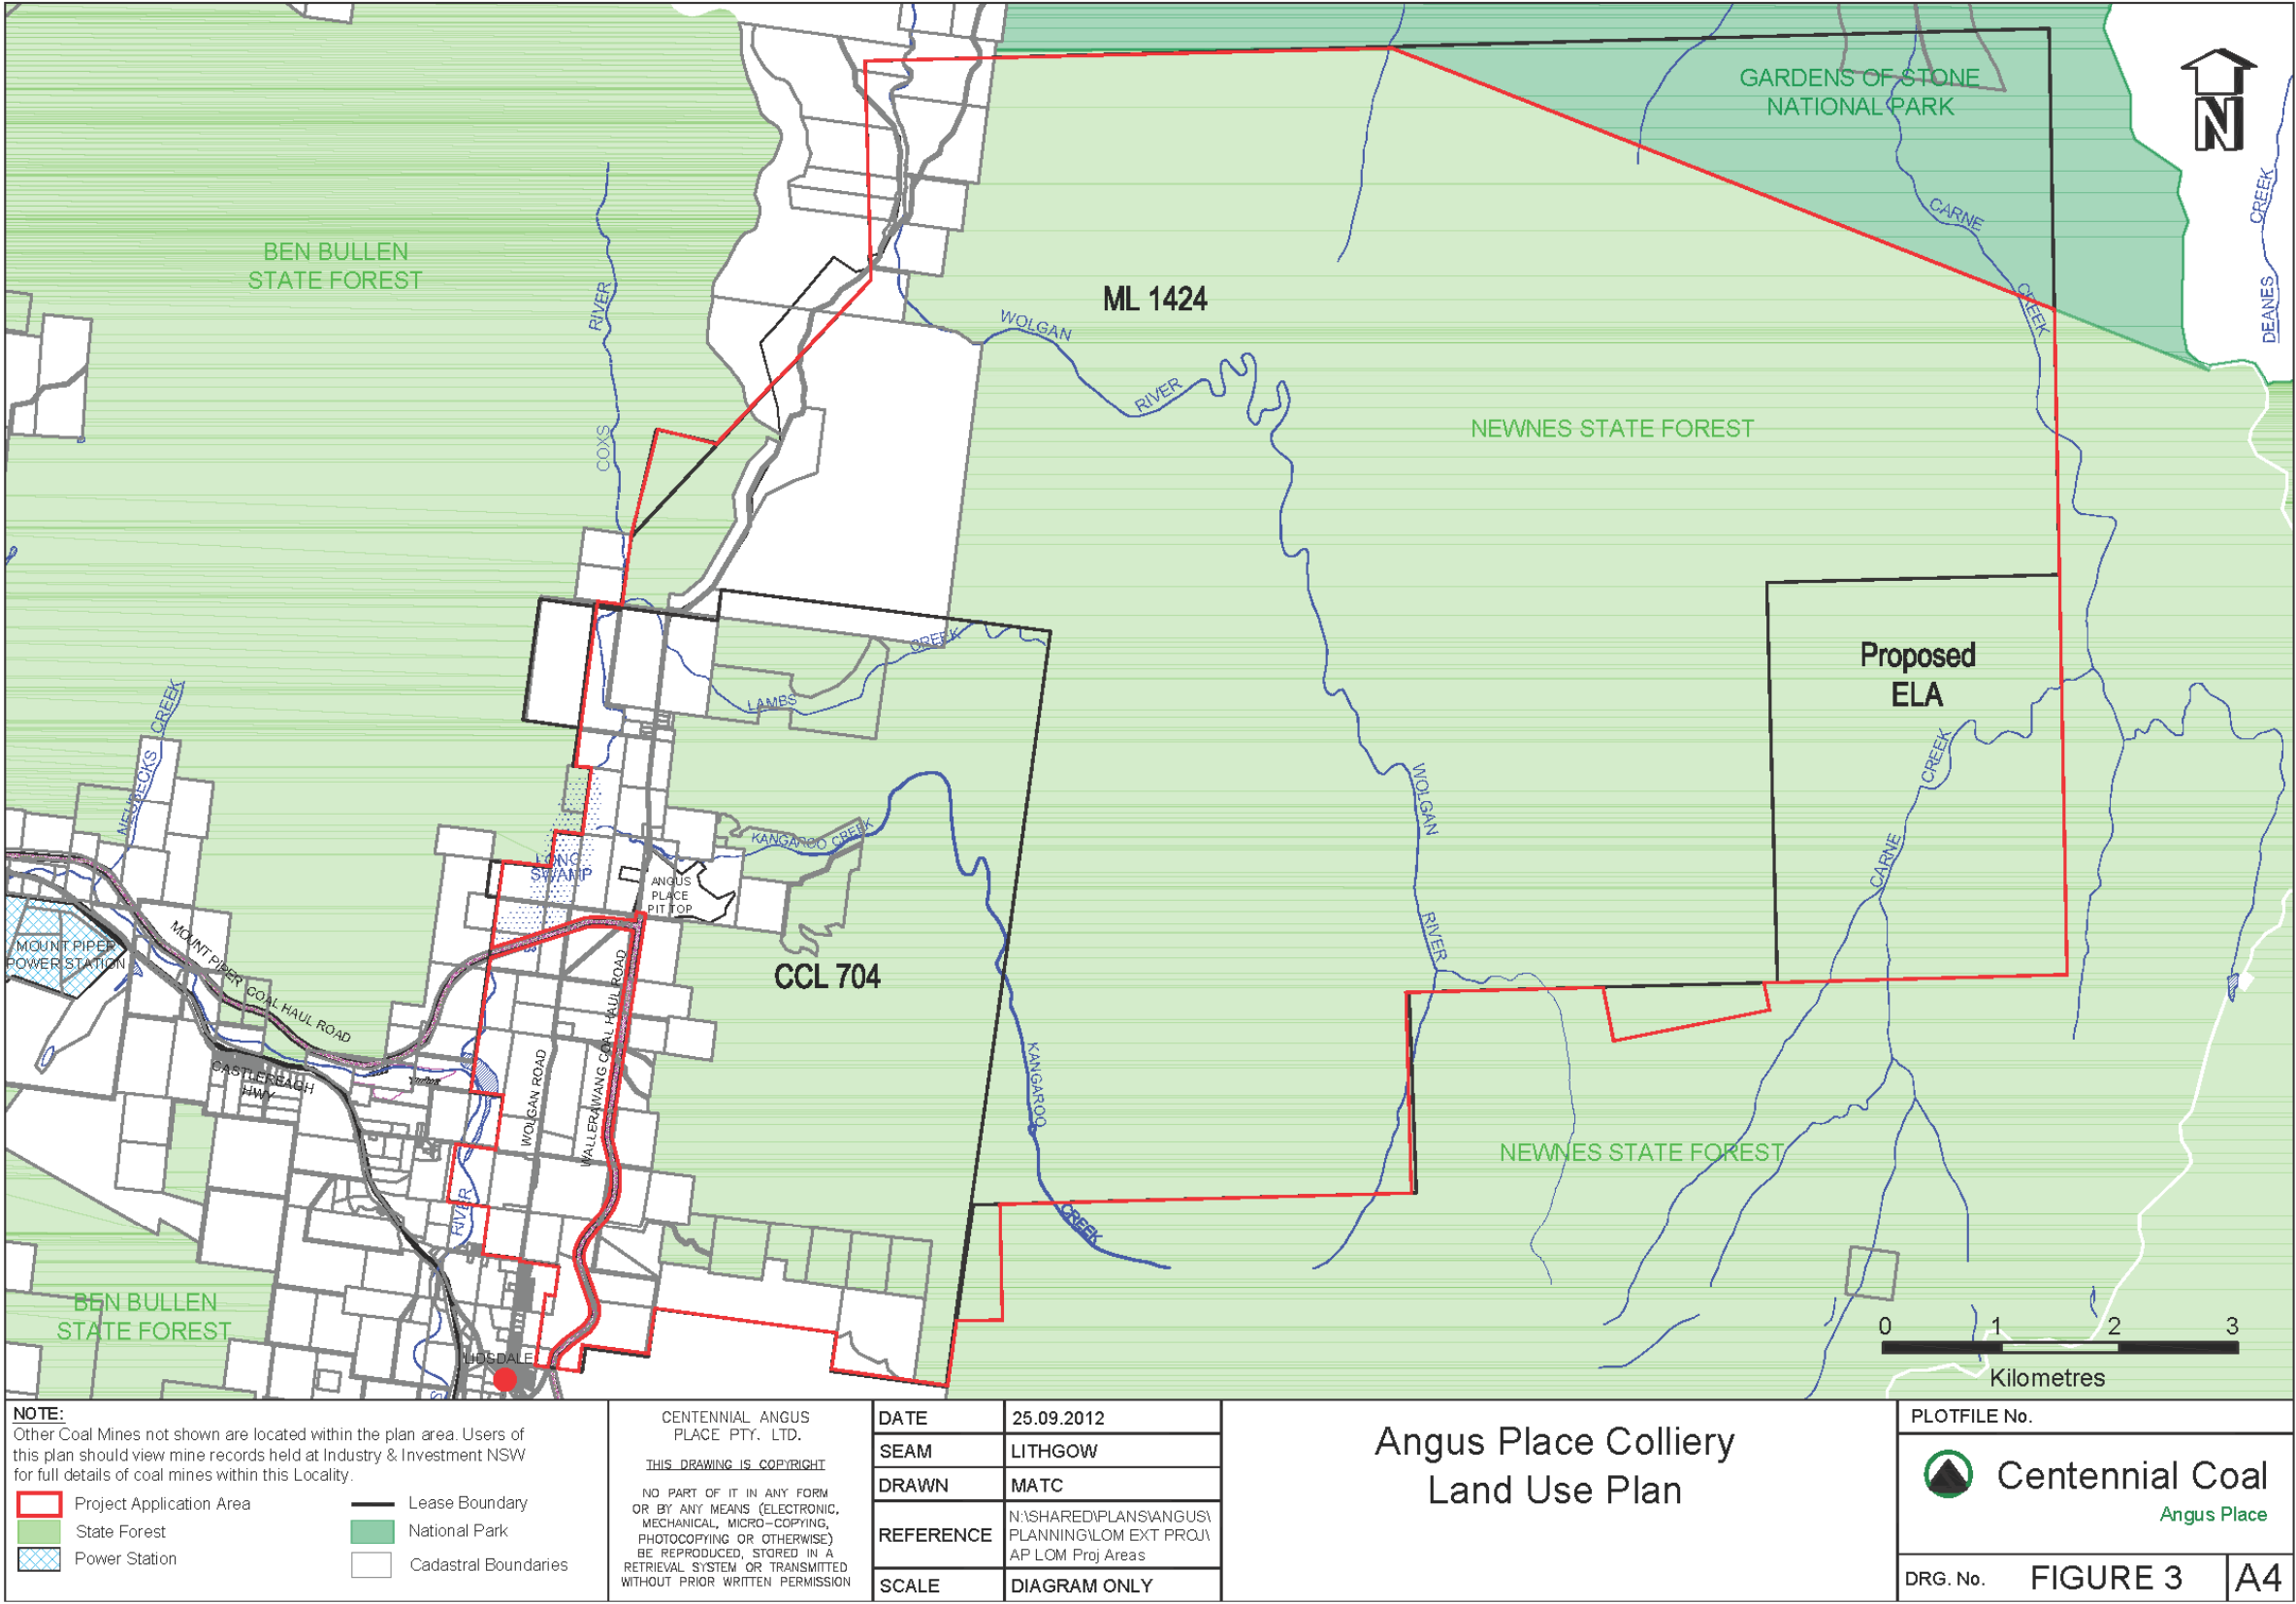 GARDENS OF STONE
NATIONAL PARK
N
CREEK
DEANES
CARNE
CREEK
BEN BULLEN
STATE FOREST
RIVER
COXS
ML 1424
WOLGAN
RIVER
NEWNES STATE FOREST
Proposed
ELA
CREEK
LAMBS
NEUBECKS CREEK
KANGAROO CREEK
LONG
SWAMP
ANGUS
PLACE
PIT TOP
WOLGAN
RIVER
CREEK
CARNE
MOUNT PIPER
POWER STATION
MOUNT PIPER COAL HAUL ROAD
CCL 704
CASTLEREAGH
HWY
WOLGAN ROAD
WALLERAWANG COAL HAUL ROAD
KANGAROO
CREEK
NEWNES STATE FOREST
RIVER
BEN BULLEN
STATE FOREST
LIDSDALE
S
0 1 2 3
Kilometres
NOTE:
Other Coal Mines not shown are located within the plan area. Users of
this plan should view mine records held at Industry & Investment NSW
for full details of coal mines within this Locality.
Project Application Area
State Forest
Power Station
Lease Boundary
National Park
Cadastral Boundaries
CENTENNIAL ANGUS
PLACE PTY. LTD.
THIS DRAWING IS COPYRIGHT
NO PART OF IT IN ANY FORM
OR BY ANY MEANS (ELECTRONIC,
MECHANICAL, MICRO-COPYING,
PHOTOCOPYING OR OTHERWISE)
BE REPRODUCED, STORED IN A
RETRIEVAL SYSTEM OR TRANSMITTED
WITHOUT PRIOR WRITTEN PERMISSION
DATE 25.09.2012
SEAM LITHGOW
DRAWN MATC
REFERENCE N:\SHARED\PLANS\ANGUS\
PLANNING\LOM EXT PROJ\
AP LOM Proj Areas
SCALE DIAGRAM ONLY
Angus Place Colliery
Land Use Plan
PLOTFILE No.
Centennial Coal
Angus Place
DRG. No. FIGURE 3 A4